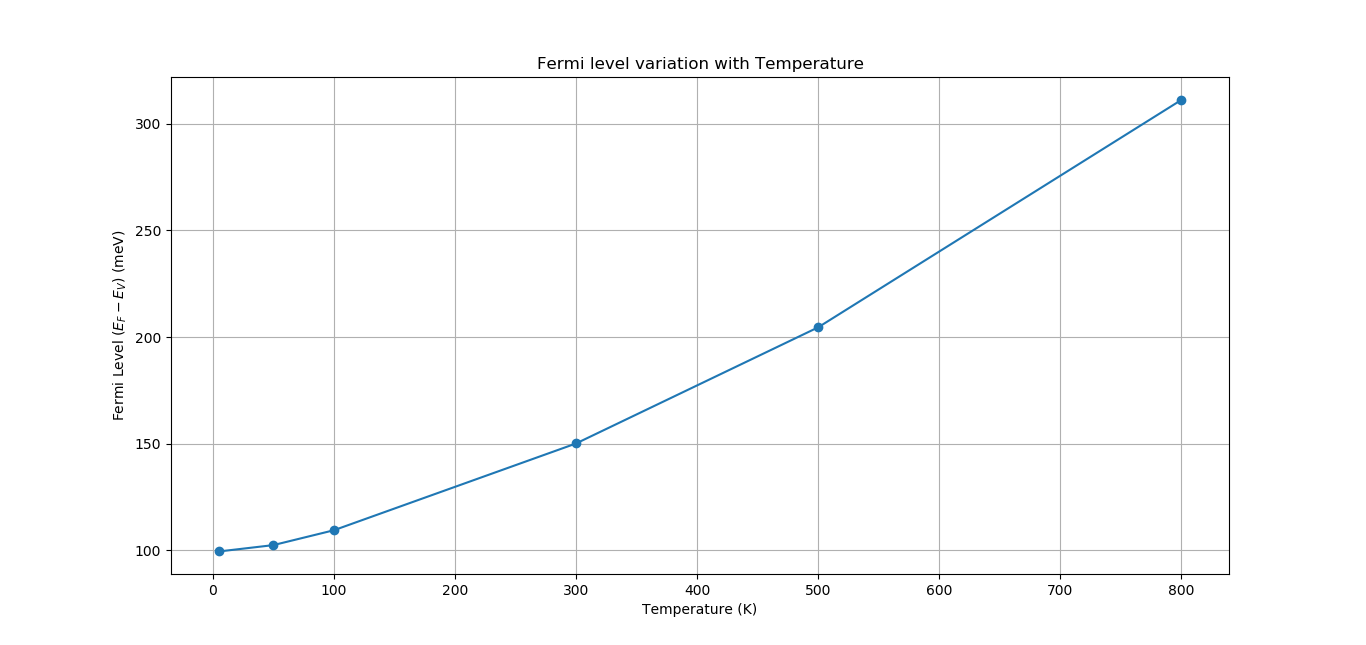 Fermi level variation with Temperature
Fermi Level (E_F − E_V) (meV)
300
250
200
150
100
0 100 200 300 400 500 600 700 800
Temperature (K)